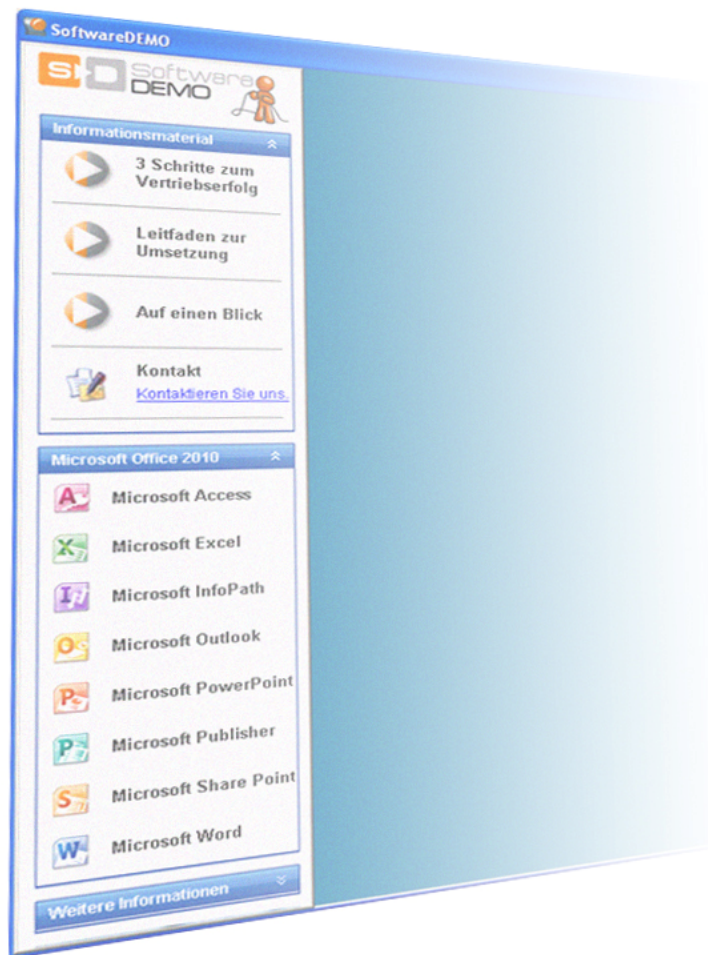 SoftwareDEMO
SD Software
DEMO
Informationsmaterial
3 Schritte zum
Vertriebserfolg
Leitfaden zur
Umsetzung
Auf einen Blick
Kontakt
Kontaktieren Sie uns.
Microsoft Office 2010
Microsoft Access
Microsoft Excel
Microsoft InfoPath
Microsoft Outlook
Microsoft PowerPoint
Microsoft Publisher
Microsoft Share Point
Microsoft Word
Weitere Informationen